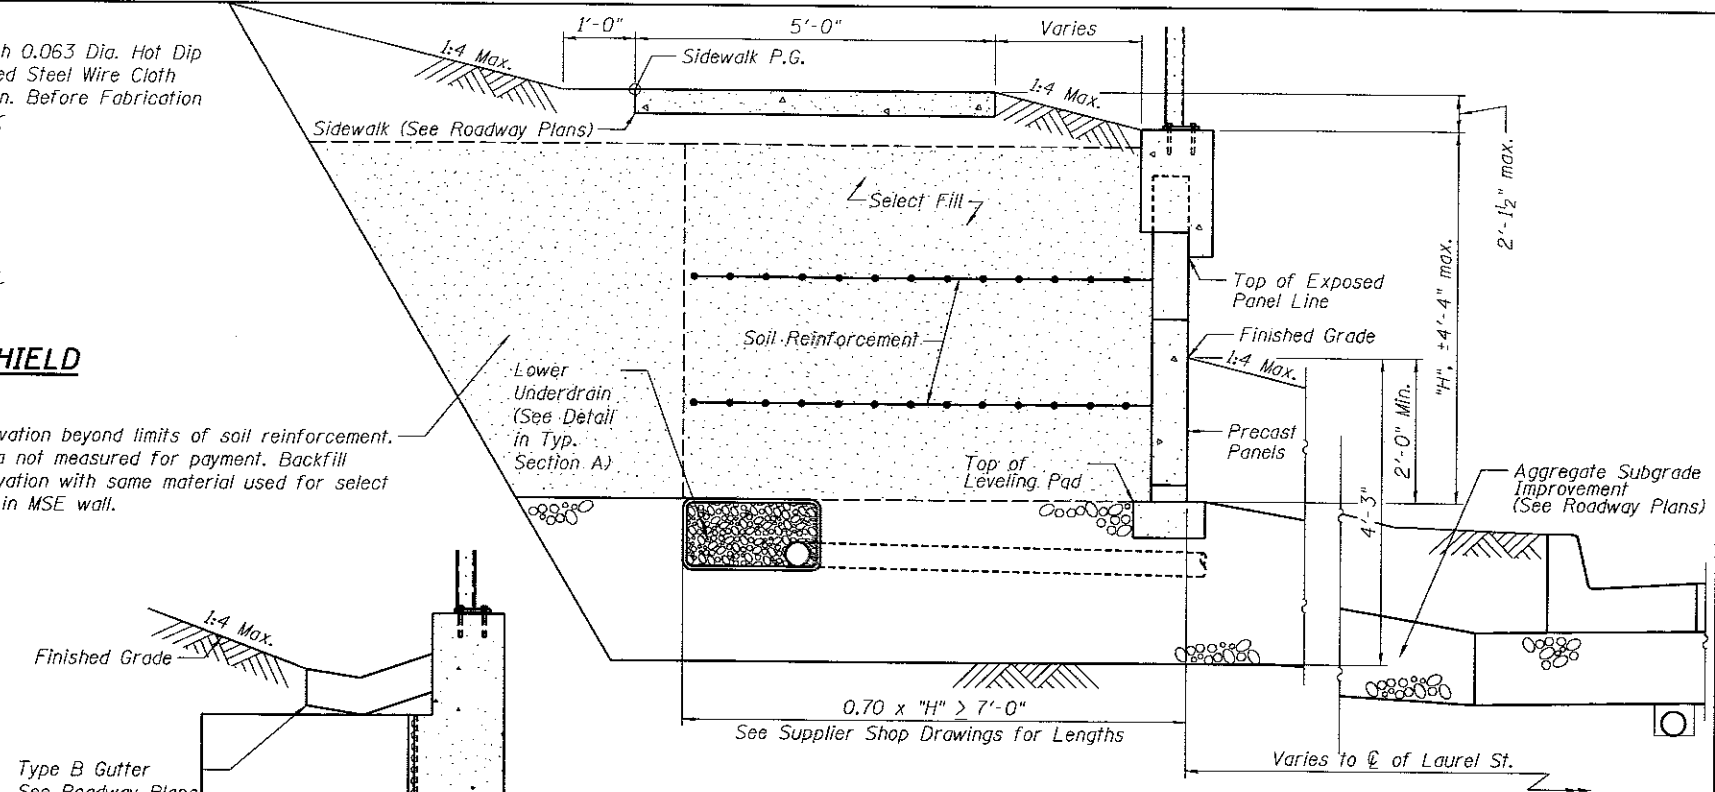 h 0.063 Dia. Hot Dip
ed Steel Wire Cloth
n. Before Fabrication
HIELD
vation beyond limits of soil reinforcement.
a not measured for payment. Backfill
vation with same material used for select
in MSE wall.
1'-0"
5'-0"
Varies
1:4 Max.
Sidewalk P.G.
1:4 Max.
Sidewalk (See Roadway Plans)
Select Fill
2'-1½" max.
"H", ±4'-4" max.
Top of Exposed
Panel Line
Soil Reinforcement
Finished Grade
1:4 Max.
Lower
Underdrain
(See Detail
in Typ.
Section A)
2'-0" Min.
Precast
Panels
Top of
Leveling Pad
4'-3"
Aggregate Subgrade
Improvement
(See Roadway Plans)
0.70 x "H" ≥ 7'-0"
See Supplier Shop Drawings for Lengths
Varies to ℄ of Laurel St.
1:4 Max.
Finished Grade
Type B Gutter
See Roadway Plans